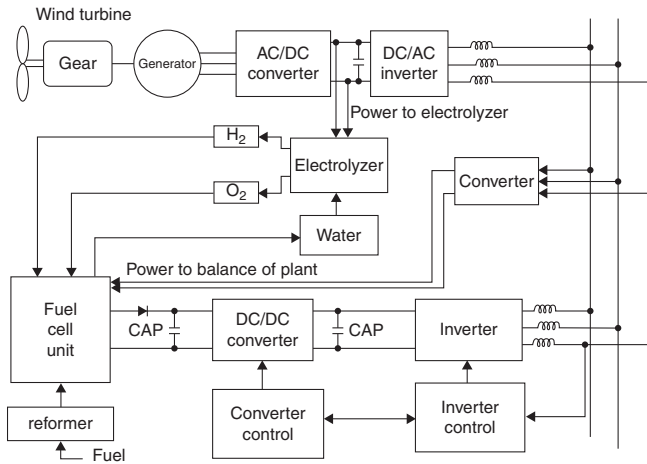 Wind turbine
Gear
Generator
AC/DC
converter
DC/AC
inverter
Power to electrolyzer
H2
Electrolyzer
O2
Converter
Water
Power to balance of plant
Fuel
cell
unit
CAP
DC/DC
converter
CAP
Inverter
reformer
Converter
control
Inverter
control
Fuel